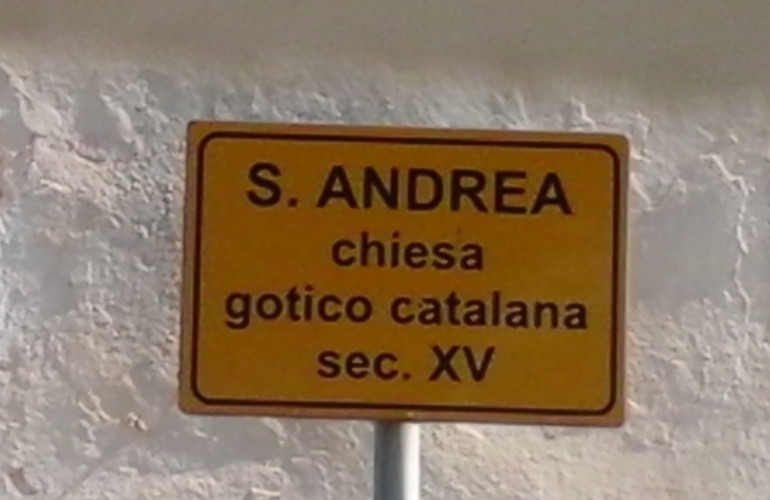 S. ANDREA
chiesa
gotico catalana
sec. XV